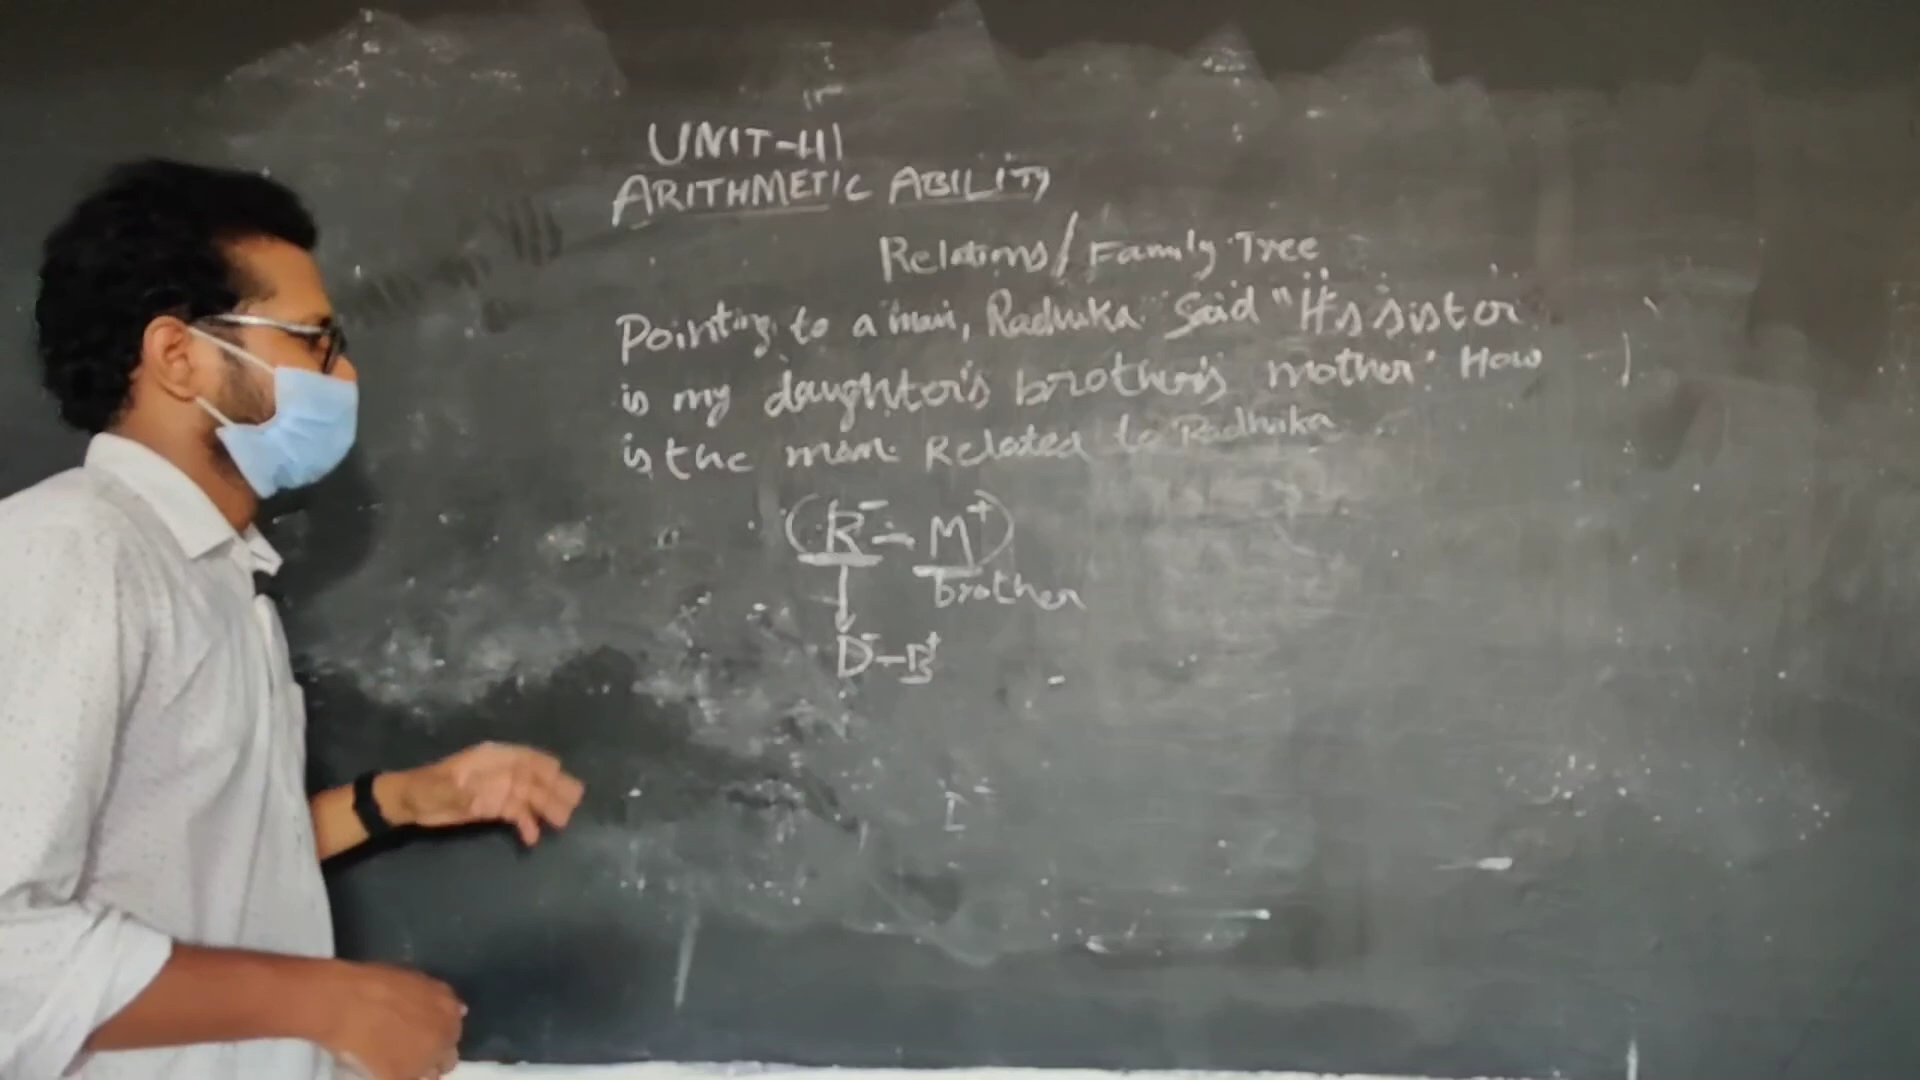 UNIT-III
ARITHMETIC ABILITY
Relations/Family Tree
Pointing to a man, Radhika Said "His sister
is my daughter's brother's mother". How
is the man Related to Radhika
(R⁻ - M⁺)
brother
D⁻-B⁺